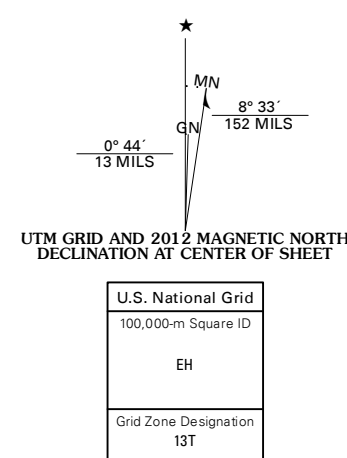 ★
MN
GN
8° 33´
152 MILS
0° 44´
13 MILS
UTM GRID AND 2012 MAGNETIC NORTH
DECLINATION AT CENTER OF SHEET
U.S. National Grid
100,000-m Square ID
EH
Grid Zone Designation
13T